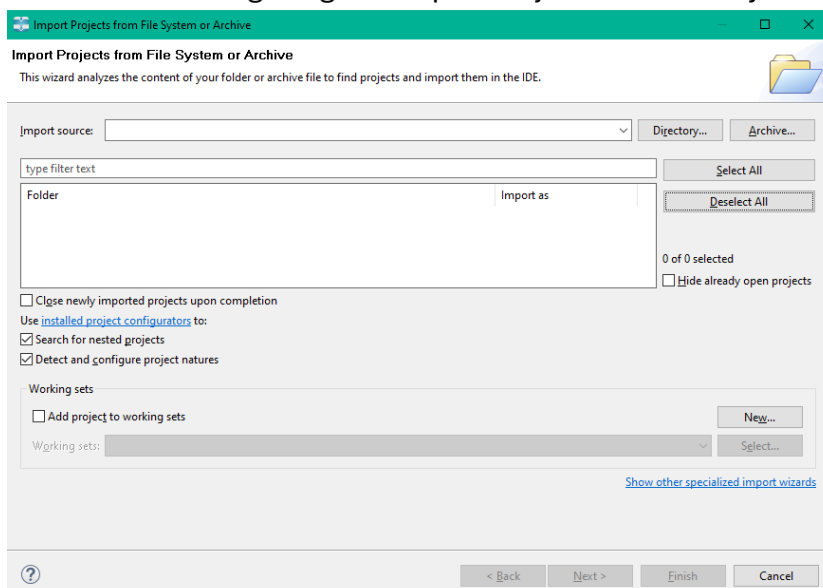 Import Projects from File System or Archive
Import Projects from File System or Archive
This wizard analyzes the content of your folder or archive file to find projects and import them in the IDE.
Import source: Directory... Archive...
type filter text Select All
Folder Import as Deselect All
0 of 0 selected
Hide already open projects
Close newly imported projects upon completion
Use installed project configurators to:
Search for nested projects
Detect and configure project natures
Working sets
Add project to working sets New...
Working sets: Select...
Show other specialized import wizards
? < Back Next > Finish Cancel